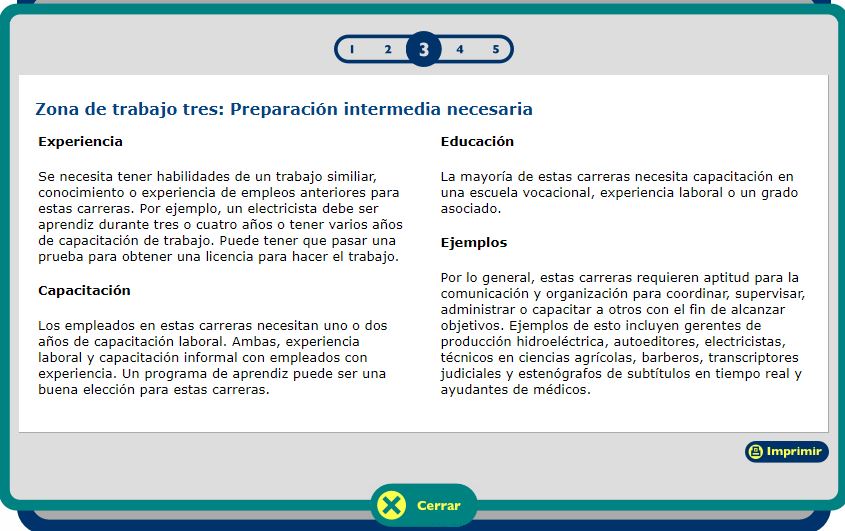 1 2 3 4 5
Zona de trabajo tres: Preparación intermedia necesaria
Experiencia
Se necesita tener habilidades de un trabajo similiar,
conocimiento o experiencia de empleos anteriores para
estas carreras. Por ejemplo, un electricista debe ser
aprendiz durante tres o cuatro años o tener varios años
de capacitación de trabajo. Puede tener que pasar una
prueba para obtener una licencia para hacer el trabajo.
Capacitación
Los empleados en estas carreras necesitan uno o dos
años de capacitación laboral. Ambas, experiencia
laboral y capacitación informal con empleados con
experiencia. Un programa de aprendiz puede ser una
buena elección para estas carreras.
Educación
La mayoría de estas carreras necesita capacitación en
una escuela vocacional, experiencia laboral o un grado
asociado.
Ejemplos
Por lo general, estas carreras requieren aptitud para la
comunicación y organización para coordinar, supervisar,
administrar o capacitar a otros con el fin de alcanzar
objetivos. Ejemplos de esto incluyen gerentes de
producción hidroeléctrica, autoeditores, electricistas,
técnicos en ciencias agrícolas, barberos, transcriptores
judiciales y estenógrafos de subtítulos en tiempo real y
ayudantes de médicos.
Imprimir
Cerrar